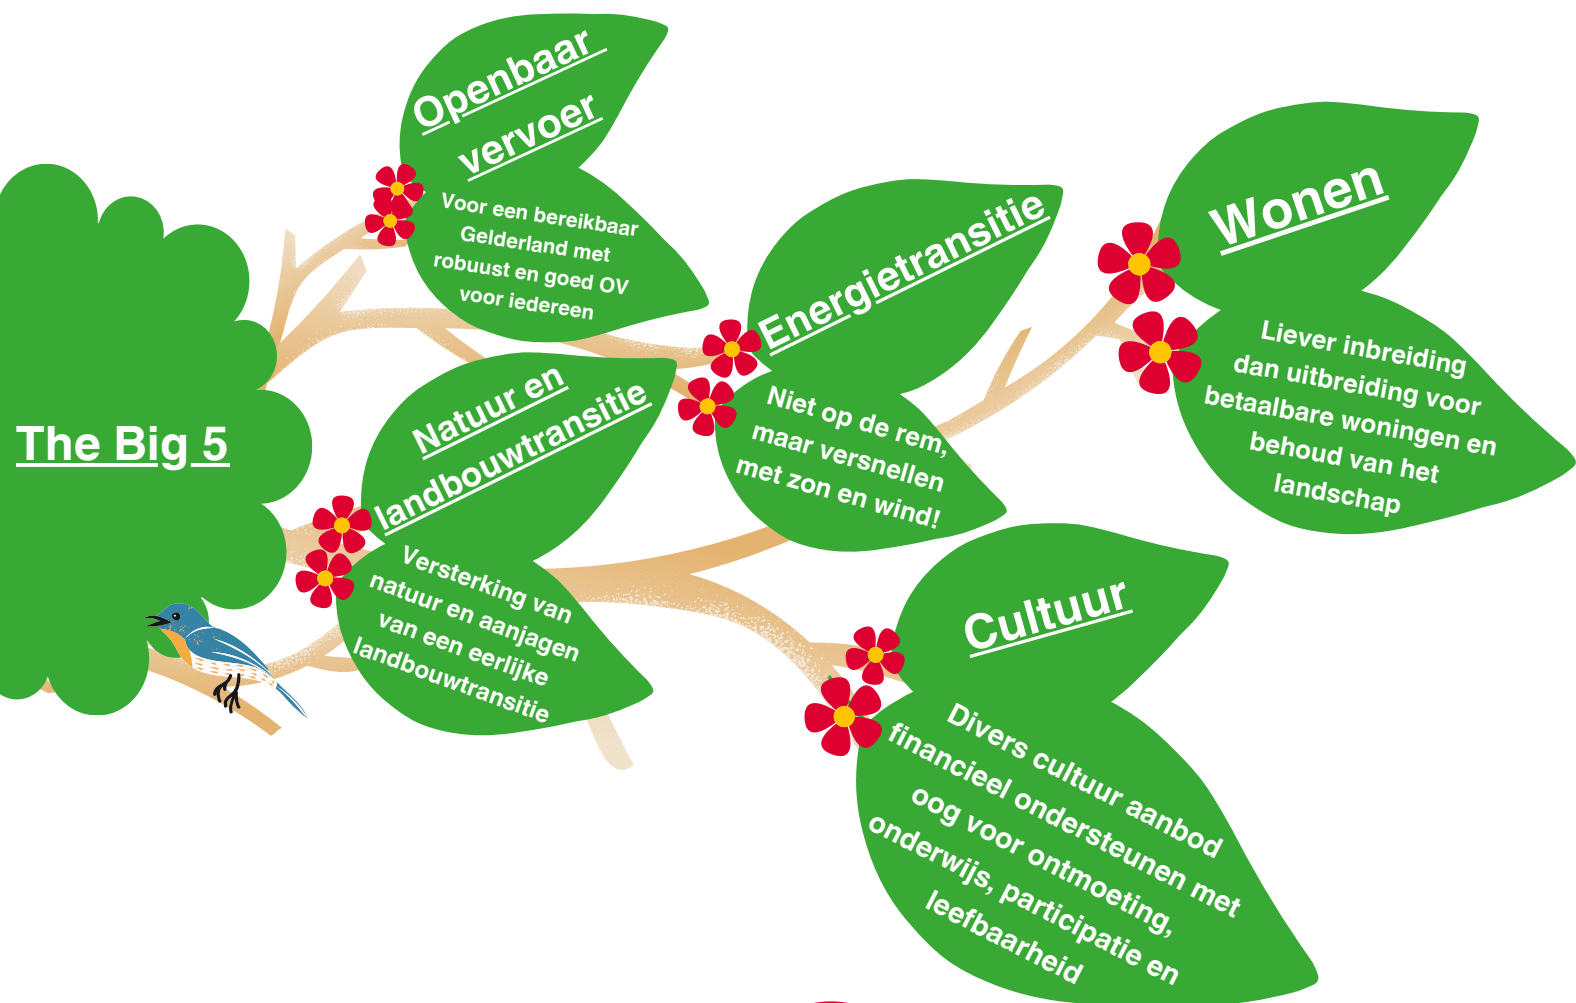 The Big 5
Openbaar
vervoer
Voor een bereikbaar
Gelderland met
robuust en goed OV
voor iedereen
Natuur en
landbouwtransitie
Versterking van
natuur en aanjagen
van een eerlijke
landbouwtransitie
Energietransitie
Niet op de rem,
maar versnellen
met zon en wind!
Wonen
Liever inbreiding
dan uitbreiding voor
betaalbare woningen en
behoud van het
landschap
Cultuur
Divers cultuur aanbod
financieel ondersteunen met
oog voor ontmoeting,
onderwijs, participatie en
leefbaarheid